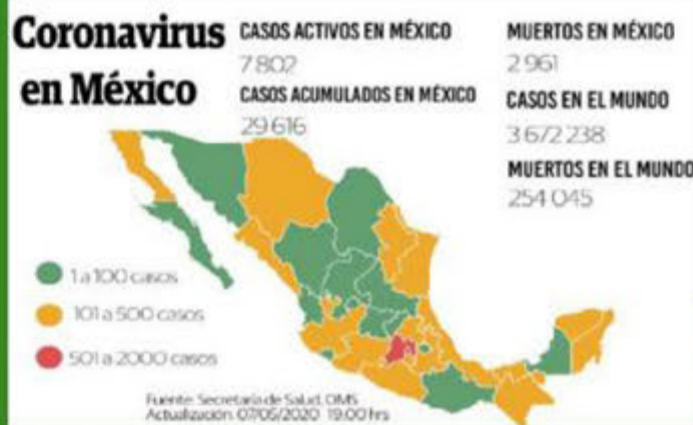 Coronavirus
en México
CASOS ACTIVOS EN MÉXICO
7 802
CASOS ACUMULADOS EN MÉXICO
29 616
MUERTOS EN MÉXICO
2 961
CASOS EN EL MUNDO
3 672 238
MUERTOS EN EL MUNDO
254 045
1 a 100 casos
101 a 500 casos
501 a 2000 casos
Fuente: Secretaría de Salud, OMS
Actualización: 07/05/2020 19:00 hrs